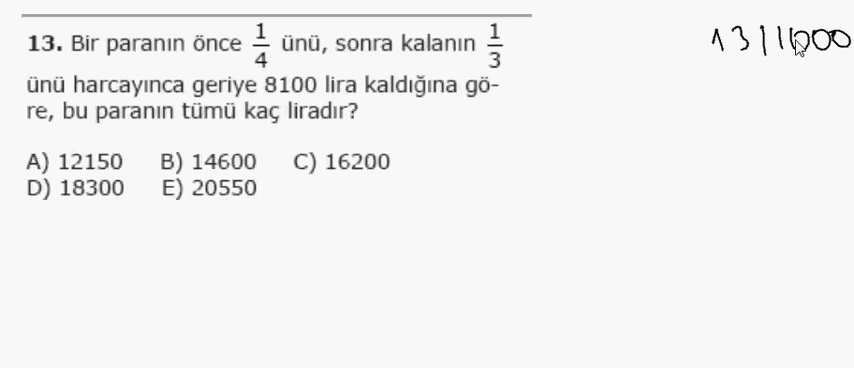 13. Bir paranın önce 1/4 ünü, sonra kalanın 1/3
ünü harcayınca geriye 8100 lira kaldığına gö-
re, bu paranın tümü kaç liradır?
A) 12150 B) 14600 C) 16200
D) 18300 E) 20550